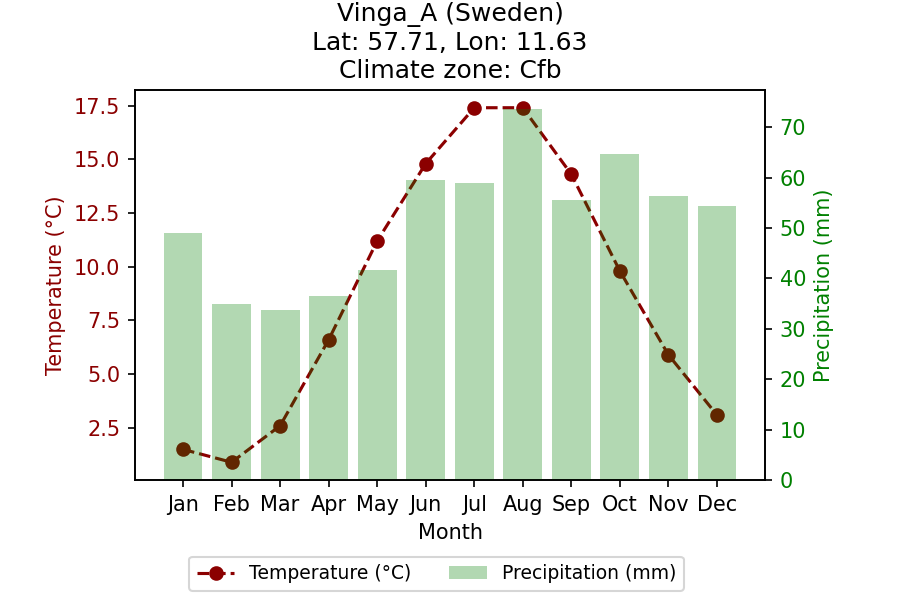 Vinga_A (Sweden)
Lat: 57.71, Lon: 11.63
Climate zone: Cfb
17.5
15.0
12.5
10.0
7.5
5.0
2.5
Temperature (°C)
70
60
50
40
30
20
10
0
Precipitation (mm)
Jan Feb Mar Apr May Jun Jul Aug Sep Oct Nov Dec
Month
Temperature (°C) Precipitation (mm)